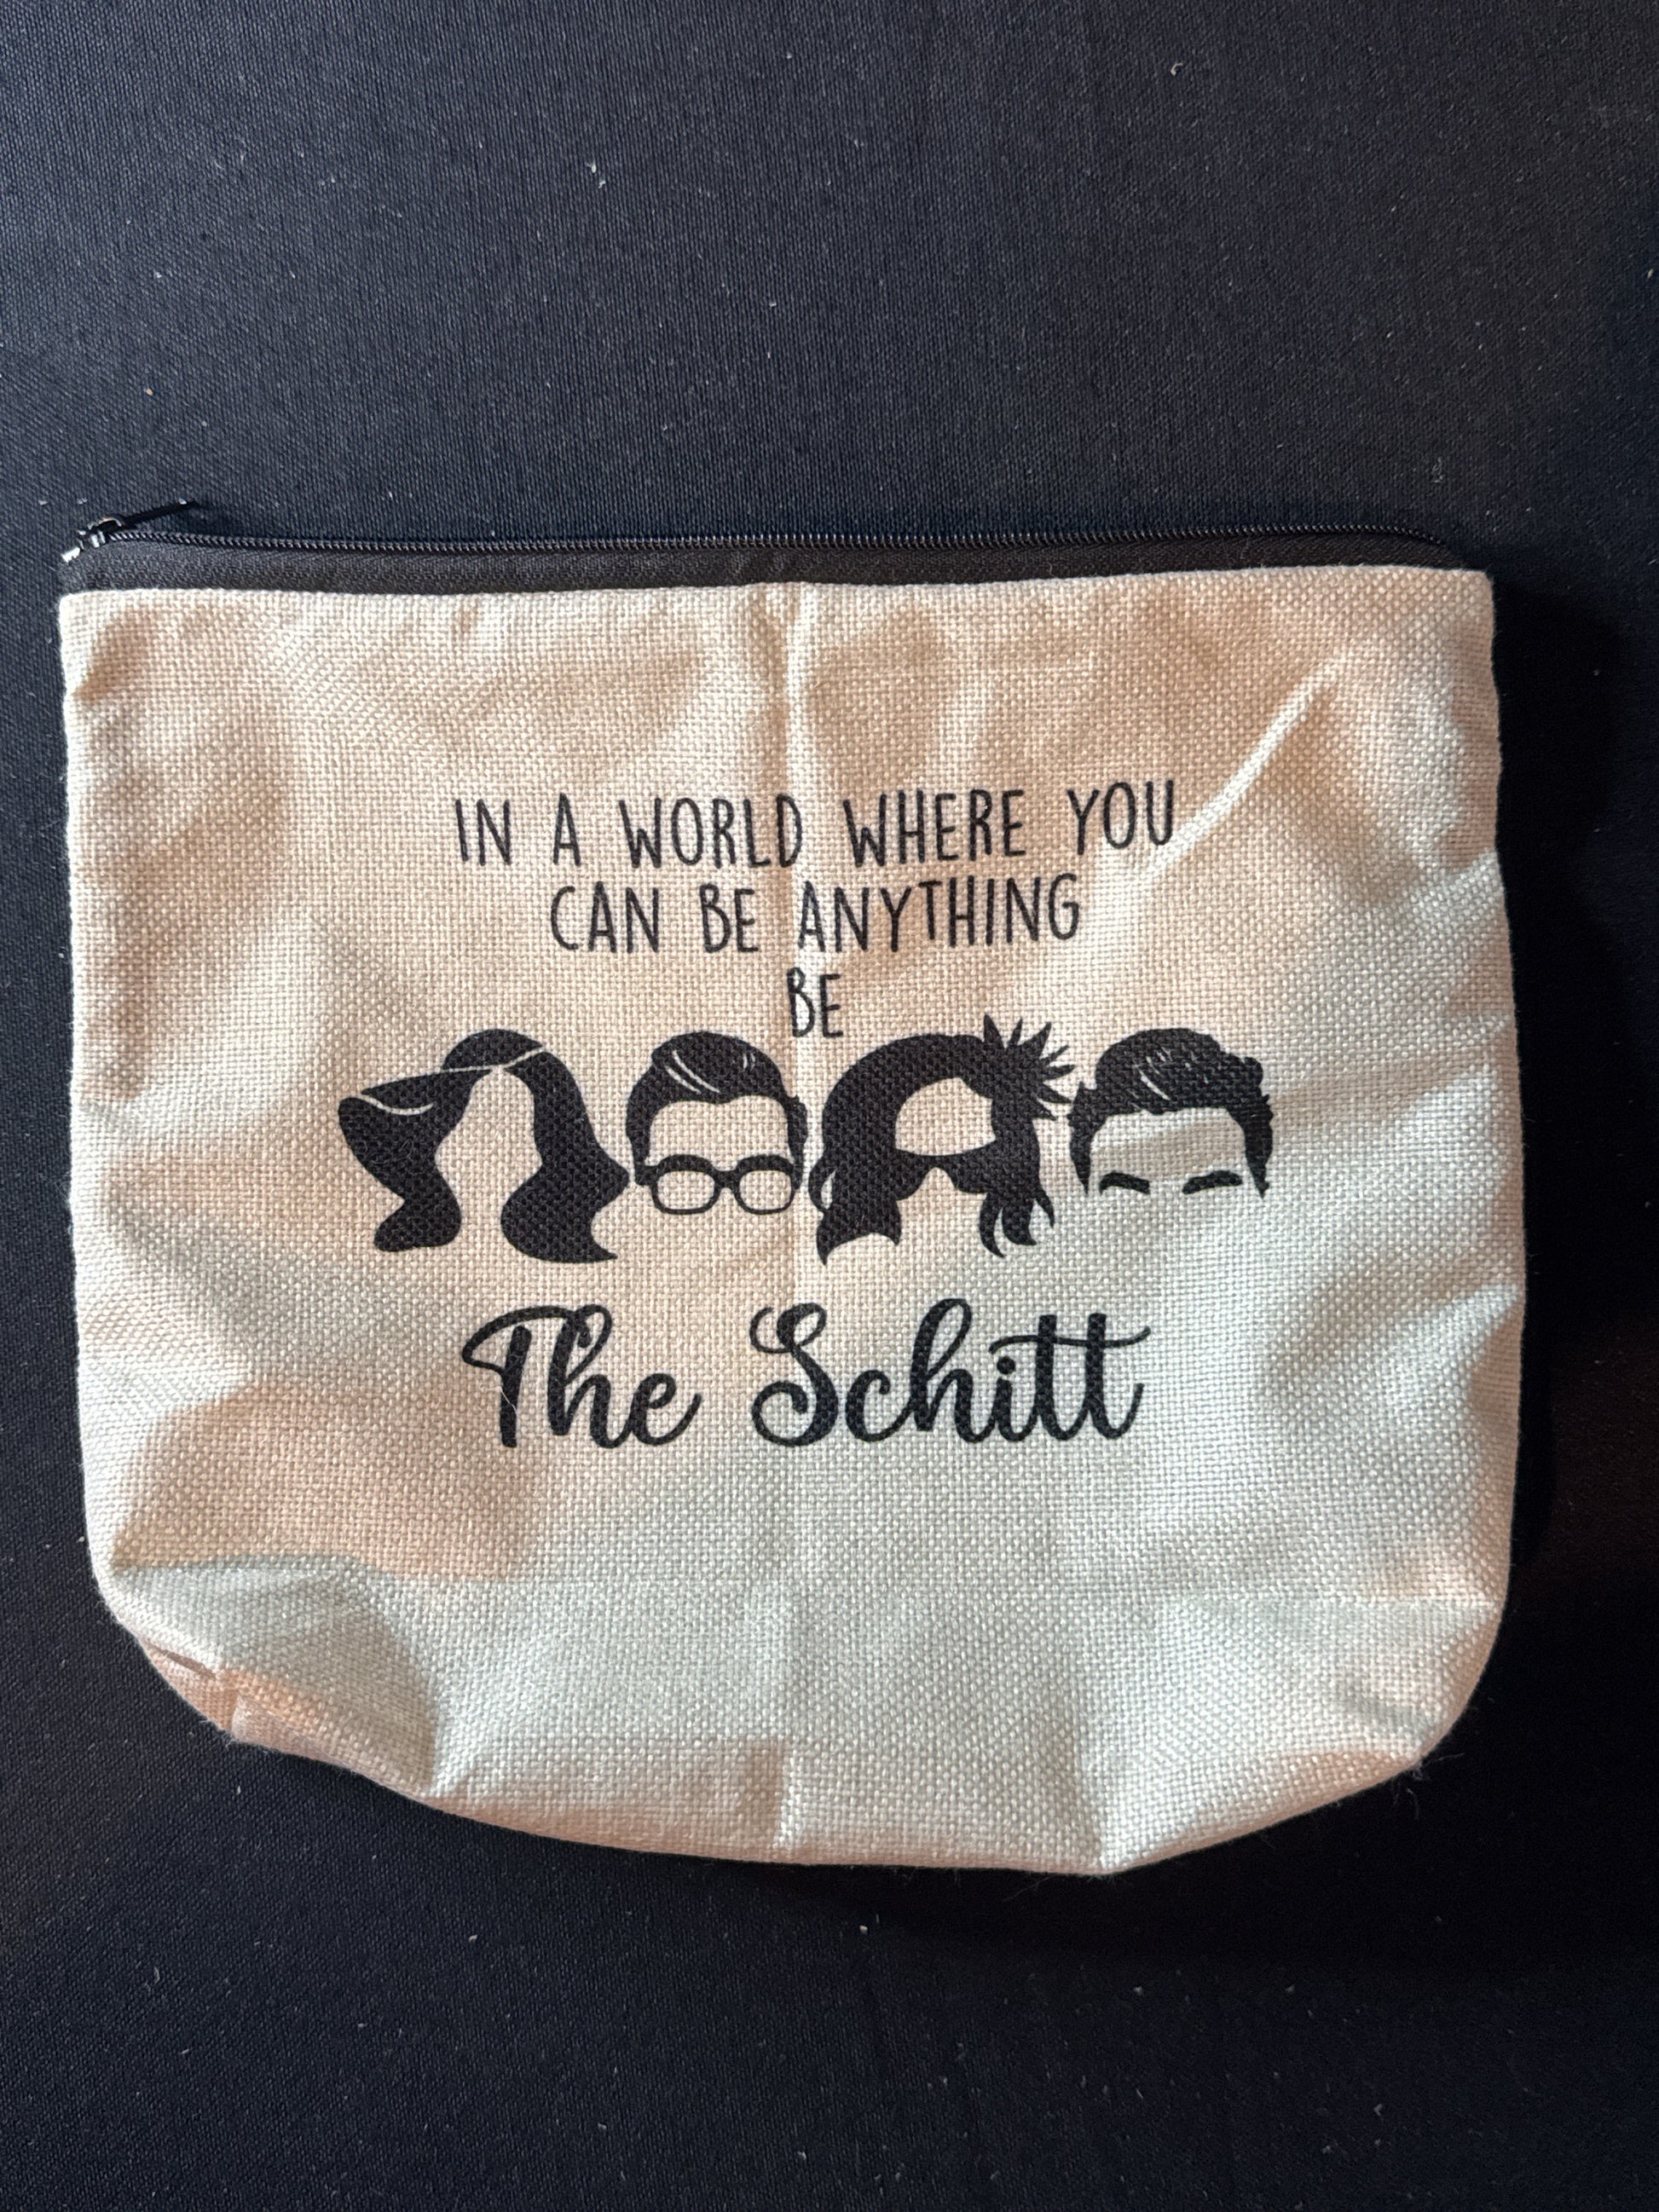 IN A WORLD WHERE YOU
CAN BE ANYTHING
BE
The Schitt